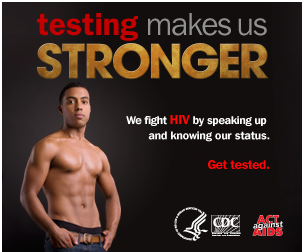 testing makes us
STRONGER
We fight HIV by speaking up
and knowing our status.
Get tested.
CDC
ACT
against
AIDS